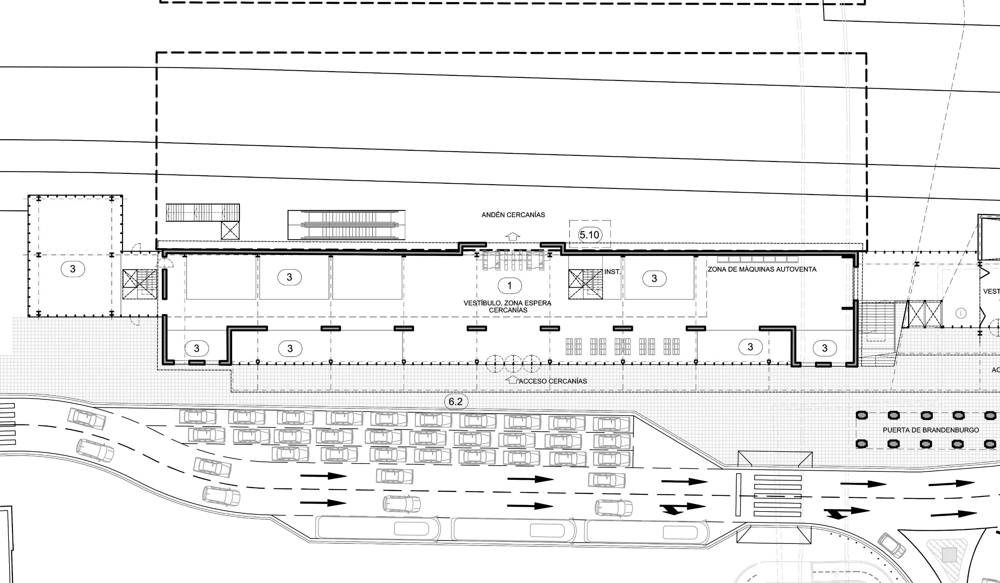 ANDÉN CERCANÍAS
5.10
3
3
1
INST.
3
ZONA DE MÀQUINAS AUTOVENTA
VESTÍBULO, ZONA ESPERA
CERCANÍAS
VEST
i
3
3
3
3
ACCESO CERCANÍAS
AC
6.2
PUERTA DE BRANDENBURGO